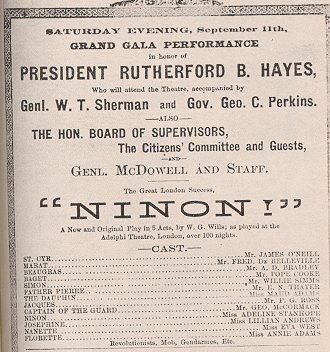 SATURDAY EVENING, September 11th,
GRAND GALA PERFORMANCE
in honor of
PRESIDENT RUTHERFORD B. HAYES,
Who will attend the Theatre, accompanied by
Genl. W. T. Sherman and Gov. Geo. C. Perkins.
—ALSO—
THE HON. BOARD OF SUPERVISORS,
The Citizens' Committee and Guests,
—AND—
GENL. McDOWELL AND STAFF.
The Great London Success,
"NINON!"
A New and Original Play in 5 Acts, by W. G. Wills; as played at the
Adelphi Theatre, London, over 100 nights.
—CAST.—
ST. CYR Mr. JAMES O'NEILL
MARAT Mr. FRED. DE BELLEVILLE
BEAUGRAS Mr. A. D. BRADLEY
BAGET Mr. POPE COOKE
SIMON Mr. WILLIE SIMMS
FATHER PIERRE Mr. E. N. THAYER
THE DAUPHIN Miss MAUD ADAMS
JACQUES Mr. F. G. ROSS
CAPTAIN OF THE GUARD Mr. GEO. McCORMACK
NINON Miss ADELINE STANHOPE
JOSEPHINE Miss LILLIAN ANDREWS
NANETTE Miss EVA WEST
FLORETTE Miss ANNIE ADAMS
Revolutionists, Mob, Gendarmes, Etc.